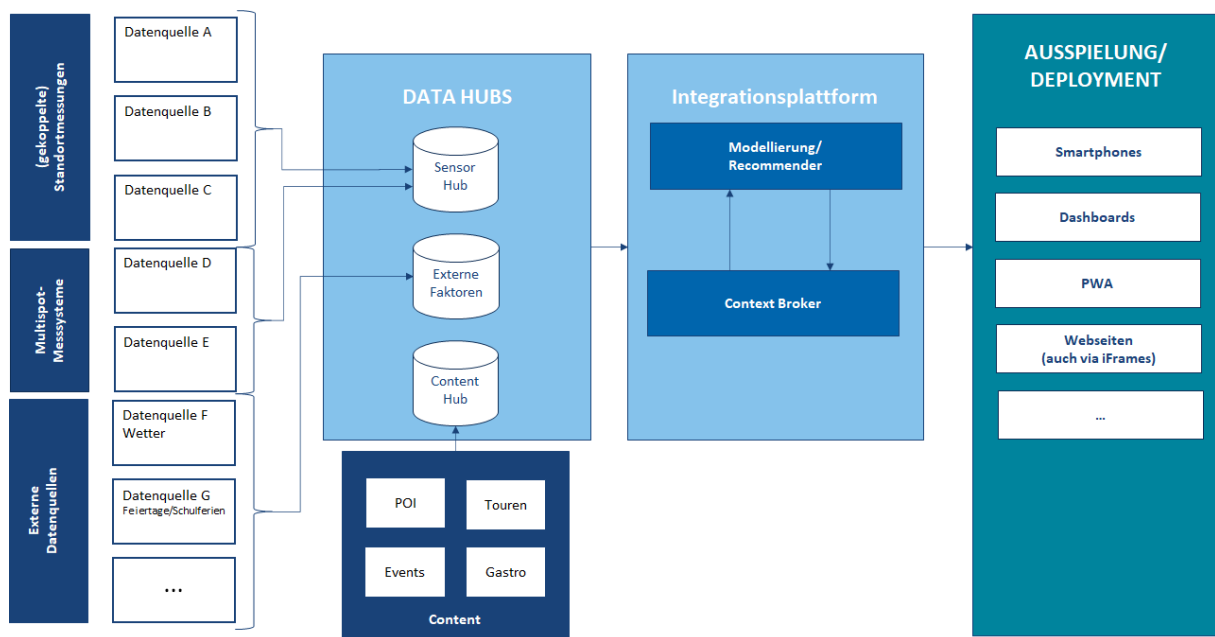 (gekoppelte)
Standortmessungen
Datenquelle A
Datenquelle B
Datenquelle C
Multispot-
Messsysteme
Datenquelle D
Datenquelle E
Externe
Datenquellen
Datenquelle F
Wetter
Datenquelle G
Feiertage/Schulferien
...
DATA HUBS
Sensor
Hub
Externe
Faktoren
Content
Hub
POI
Touren
Events
Gastro
Content
Integrationsplattform
Modellierung/
Recommender
Context Broker
AUSSPIELUNG/
DEPLOYMENT
Smartphones
Dashboards
PWA
Webseiten
(auch via iFrames)
...